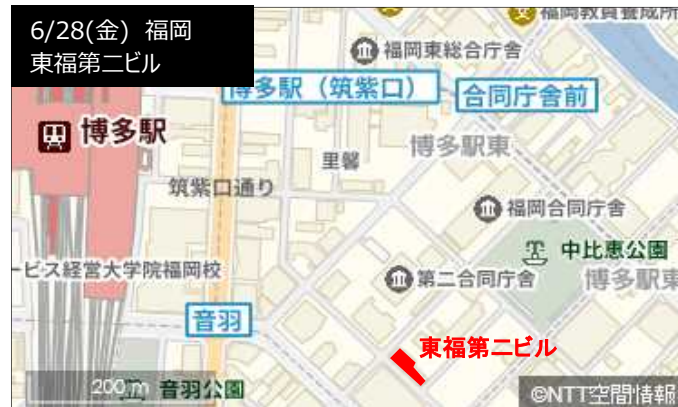 6/28(金) 福岡
東福第二ビル
福岡教員養成所
福岡東総合庁舎
博多駅（筑紫口）
合同庁舎前
博多駅
博多駅東
里馨
筑紫口通り
福岡合同庁舎
中比恵公園
ービス経営大学院福岡校
第二合同庁舎
博多駅東
音羽
東福第二ビル
200m
音羽公園
©NTT空間情報